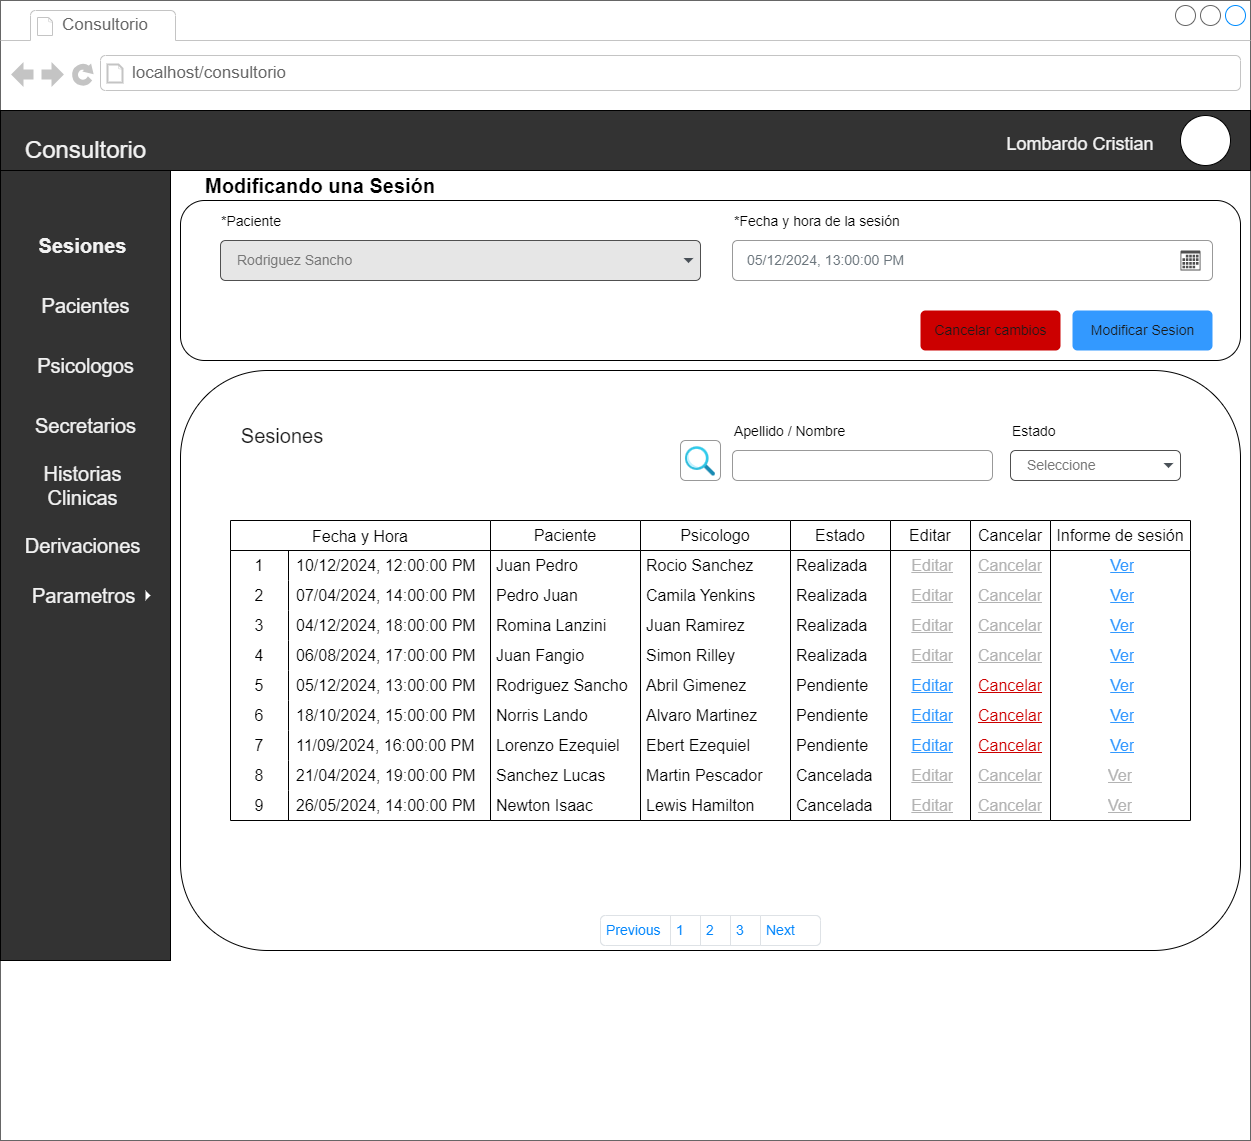 Consultorio
localhost/consultorio
Consultorio
Lombardo Cristian
Sesiones
Pacientes
Psicologos
Secretarios
Historias
Clinicas
Derivaciones
Parametros
Modificando una Sesión
*Paciente
*Fecha y hora de la sesión
Rodriguez Sancho
05/12/2024, 13:00:00 PM
Cancelar cambios
Modificar Sesion
Sesiones
Apellido / Nombre
Estado
Seleccione
Fecha y Hora Paciente Psicologo Estado Editar Cancelar Informe de sesión
1 10/12/2024, 12:00:00 PM Juan Pedro Rocio Sanchez Realizada Editar Cancelar Ver
2 07/04/2024, 14:00:00 PM Pedro Juan Camila Yenkins Realizada Editar Cancelar Ver
3 04/12/2024, 18:00:00 PM Romina Lanzini Juan Ramirez Realizada Editar Cancelar Ver
4 06/08/2024, 17:00:00 PM Juan Fangio Simon Rilley Realizada Editar Cancelar Ver
5 05/12/2024, 13:00:00 PM Rodriguez Sancho Abril Gimenez Pendiente Editar Cancelar Ver
6 18/10/2024, 15:00:00 PM Norris Lando Alvaro Martinez Pendiente Editar Cancelar Ver
7 11/09/2024, 16:00:00 PM Lorenzo Ezequiel Ebert Ezequiel Pendiente Editar Cancelar Ver
8 21/04/2024, 19:00:00 PM Sanchez Lucas Martin Pescador Cancelada Editar Cancelar Ver
9 26/05/2024, 14:00:00 PM Newton Isaac Lewis Hamilton Cancelada Editar Cancelar Ver
Previous 1 2 3 Next